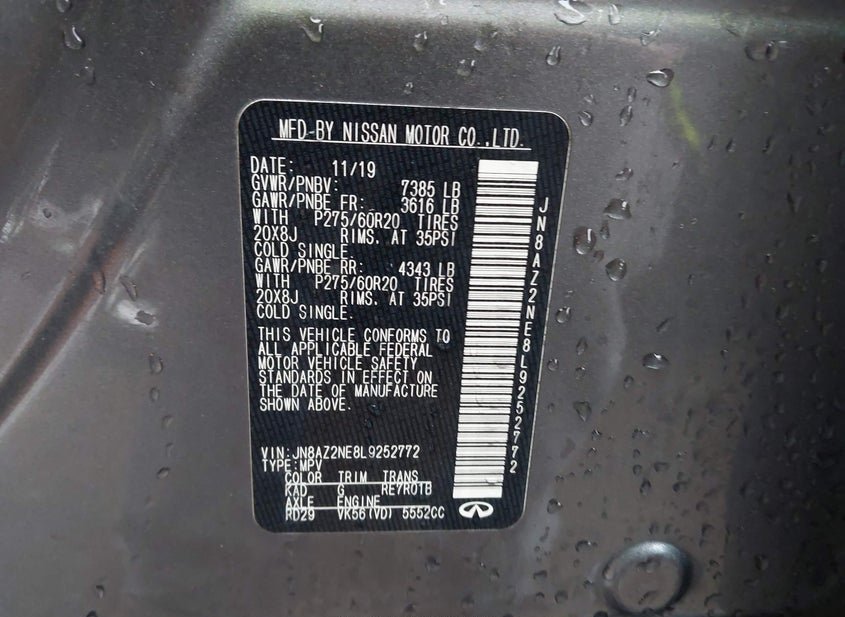 MFD-BY NISSAN MOTOR CO.,LTD.
DATE: 11/19
GVWR/PNBV: 7385 LB
GAWR/PNBE FR: 3616 LB
WITH P275/60R20 TIRES
20X8J RIMS. AT 35PSI
COLD SINGLE.
GAWR/PNBE RR: 4343 LB
WITH P275/60R20 TIRES
20X8J RIMS. AT 35PSI
COLD SINGLE.
THIS VEHICLE CONFORMS TO
ALL APPLICABLE FEDERAL
MOTOR VEHICLE SAFETY
STANDARDS IN EFFECT ON
THE DATE OF MANUFACTURE
SHOWN ABOVE.
VIN:JN8AZ2NE8L9252772
TYPE:MPV
COLOR TRIM TRANS
KAD G RE7R01B
AXLE ENGINE
RD29 VK56(VD) 5552CC
JN8AZ2NE8L9252772